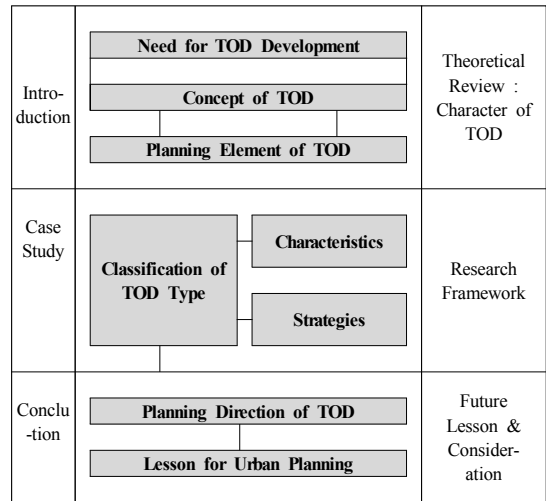 Intro-
duction
Need for TOD Development
Concept of TOD
Planning Element of TOD
Theoretical
Review :
Character of
TOD
Case
Study
Classification of
TOD Type
Characteristics
Strategies
Research
Framework
Conclu
-tion
Planning Direction of TOD
Lesson for Urban Planning
Future
Lesson &
Consider-
ation